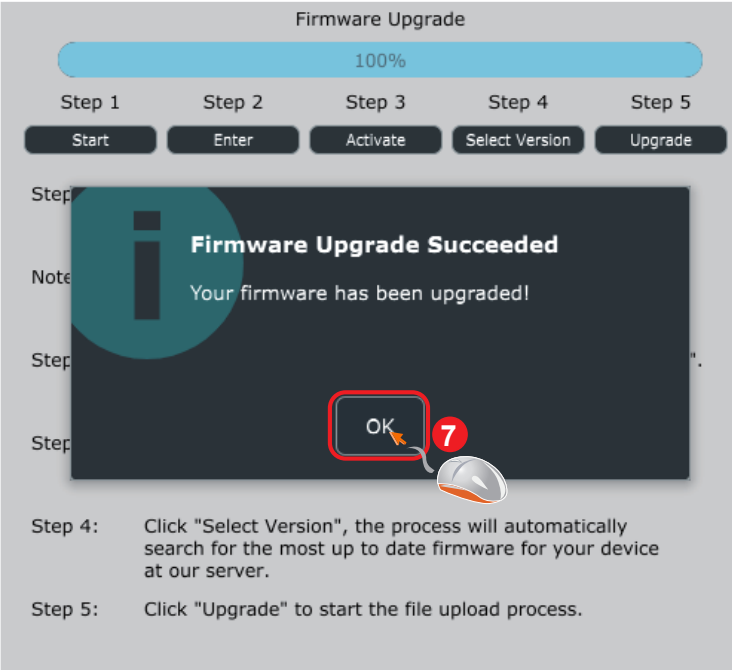 Firmware Upgrade
100%
Step 1 Step 2 Step 3 Step 4 Step 5
Start Enter Activate Select Version Upgrade
Step
Firmware Upgrade Succeeded
Note
Your firmware has been upgraded!
Step ".
OK 7
Step
Step 4: Click "Select Version", the process will automatically
search for the most up to date firmware for your device
at our server.
Step 5: Click "Upgrade" to start the file upload process.